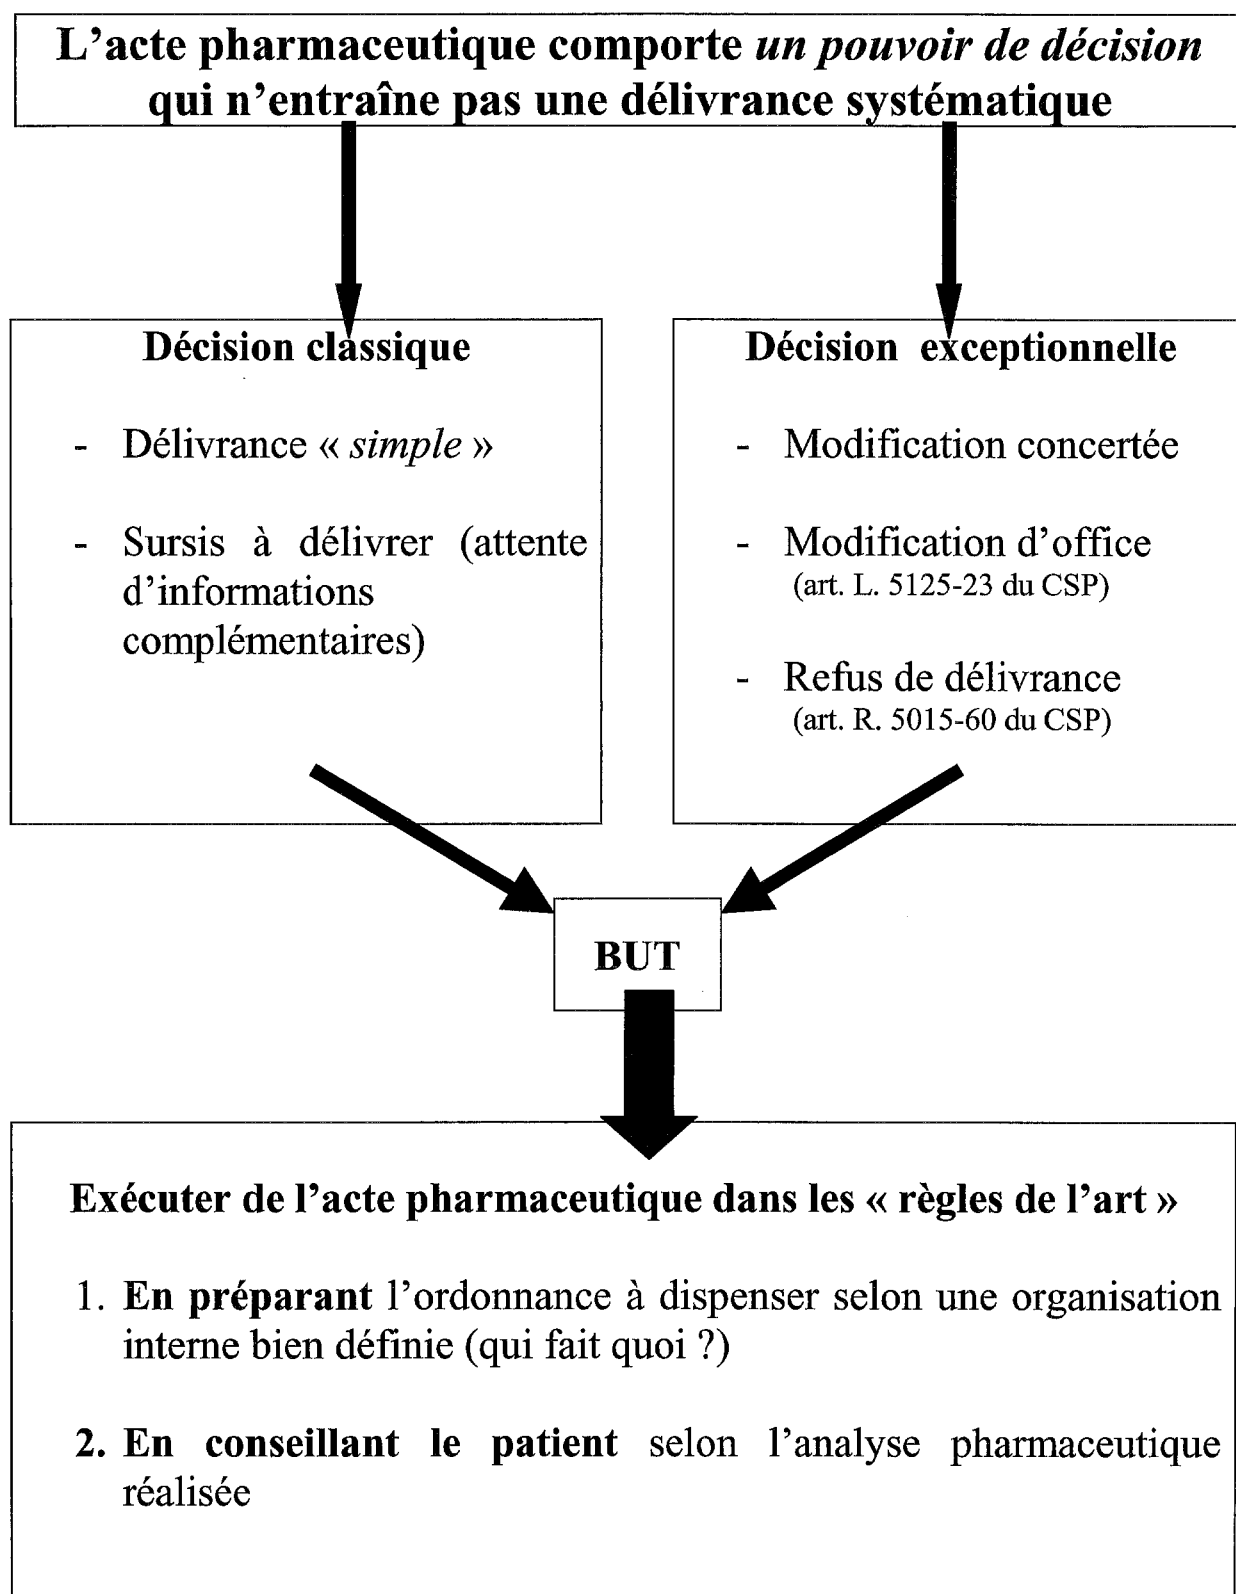 L’acte pharmaceutique comporte un pouvoir de décision
qui n’entraîne pas une délivrance systématique
Décision classique
- Délivrance « simple »
- Sursis à délivrer (attente
d’informations
complémentaires)
Décision exceptionnelle
- Modification concertée
- Modification d’office
(art. L. 5125-23 du CSP)
- Refus de délivrance
(art. R. 5015-60 du CSP)
BUT
Exécuter de l’acte pharmaceutique dans les « règles de l’art »
1. En préparant l’ordonnance à dispenser selon une organisation
interne bien définie (qui fait quoi ?)
2. En conseillant le patient selon l’analyse pharmaceutique
réalisée